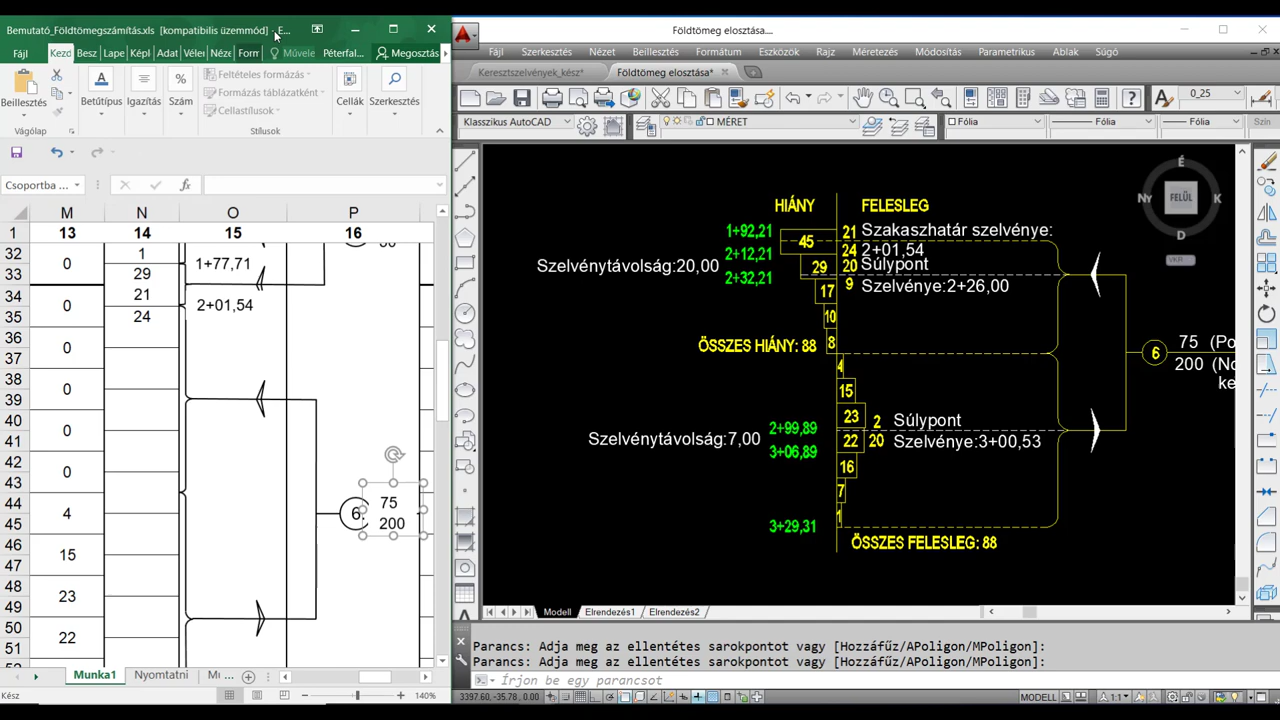 Bemutató_Földtömegszámítás.xls [kompatibilis üzemmód] - E...
Fájl Kezd Besz Lape Képl Adat Véle Néze Form Művele Péterfal... Megosztás
Beillesztés Betűtípus Igazítás Szám Feltételes formázás Formázás táblázatként Cellastílusok Cellák Szerkesztés
Vágólap Stílusok
Csoportba ... fx
M N O P
1 13 14 15 16
32 1
33 29 1+77,71
34 0 21
35 24 2+01,54
36 0
37
38 0
39
40 0
41
42 0
43
44 4 6 75
45 200
46 15
47
48 23
49
50 22
51
Munka1 Nyomtatni
Kész 140%
Földtömeg elosztása....
Fájl Szerkesztés Nézet Beillesztés Formátum Eszközök Rajz Méretezés Módosítás Parametrikus Ablak Súgó
Keresztszelvények_kész* Földtömeg elosztása*
0_25
Klasszikus AutoCAD MÉRET Fólia Fólia Fólia Szín
É
NY FELÜL K
D
VKR
HIÁNY FELESLEG
1+92,21 45 21 Szakaszhatár szelvénye:
2+12,21 24 2+01,54
Szelvénytávolság:20,00 29 20 Súlypont
2+32,21 17 9 Szelvénye:2+26,00
10
ÖSSZES HIÁNY: 88 8
6 75 (Po
200 (No
ke
4
15
23 2 Súlypont
2+99,89
Szelvénytávolság:7,00 22 20 Szelvénye:3+00,53
3+06,89
16
7
3+29,31 1
ÖSSZES FELESLEG: 88
Modell Elrendezés1 Elrendezés2
Parancs: Adja meg az ellentétes sarokpontot vagy [Hozzáfűz/APoligon/MPoligon]:
Parancs: Adja meg az ellentétes sarokpontot vagy [Hozzáfűz/APoligon/MPoligon]:
Írjon be egy parancsot
3397.60, -35.78, 0.00 MODELL 1:1